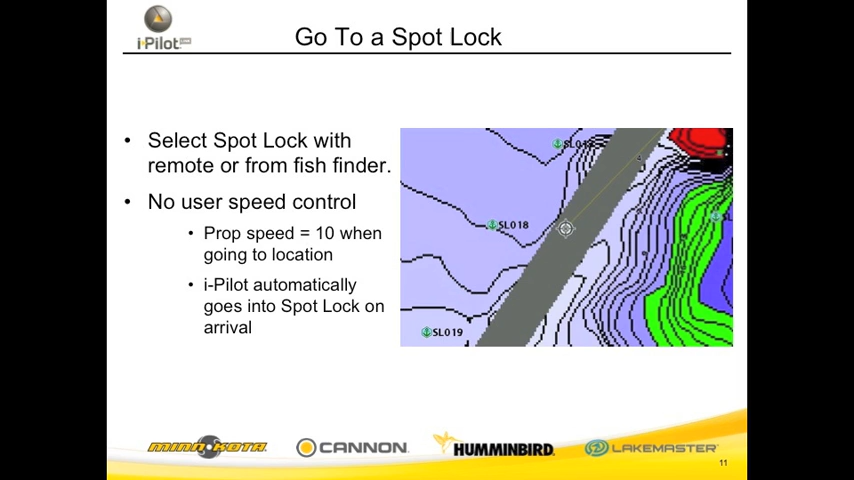 i-Pilot
Go To a Spot Lock
• Select Spot Lock with
remote or from fish finder.
• No user speed control
• Prop speed = 10 when
going to location
• i-Pilot automatically
goes into Spot Lock on
arrival
SL018
SL019
MINN KOTA
CANNON
HUMMINBIRD
LAKEMASTER
11